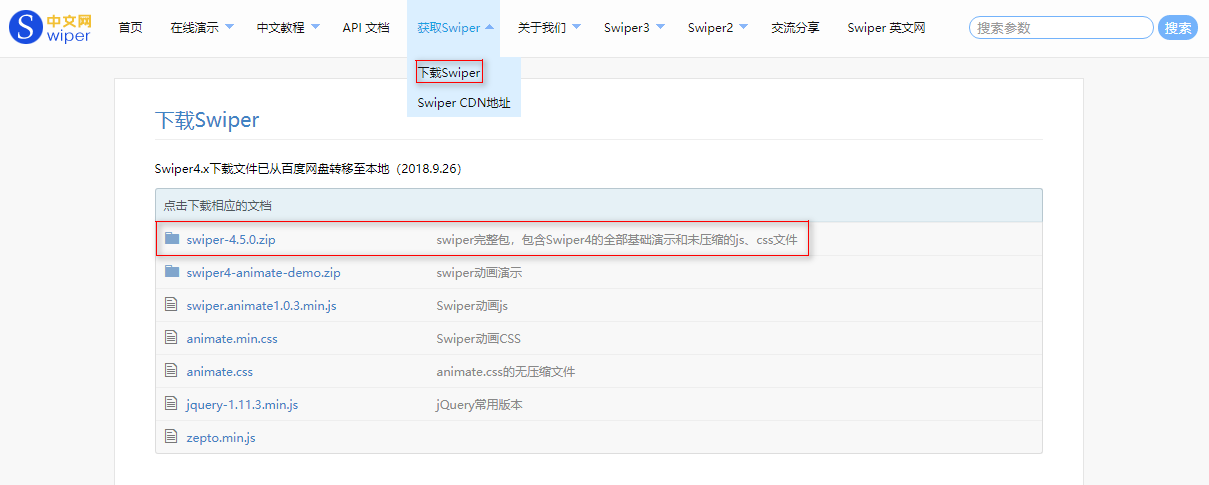 S 中文网
wiper
首页 在线演示 中文教程 API 文档 获取Swiper 关于我们 Swiper3 Swiper2 交流分享 Swiper 英文网 搜索参数 搜索
下载Swiper
Swiper CDN地址
下载Swiper
Swiper4.x下载文件已从百度网盘转移至本地（2018.9.26）
点击下载相应的文档
swiper-4.5.0.zip swiper完整包，包含Swiper4的全部基础演示和未压缩的js、css文件
swiper4-animate-demo.zip swiper动画演示
swiper.animate1.0.3.min.js Swiper动画js
animate.min.css Swiper动画CSS
animate.css animate.css的无压缩文件
jquery-1.11.3.min.js jQuery常用版本
zepto.min.js